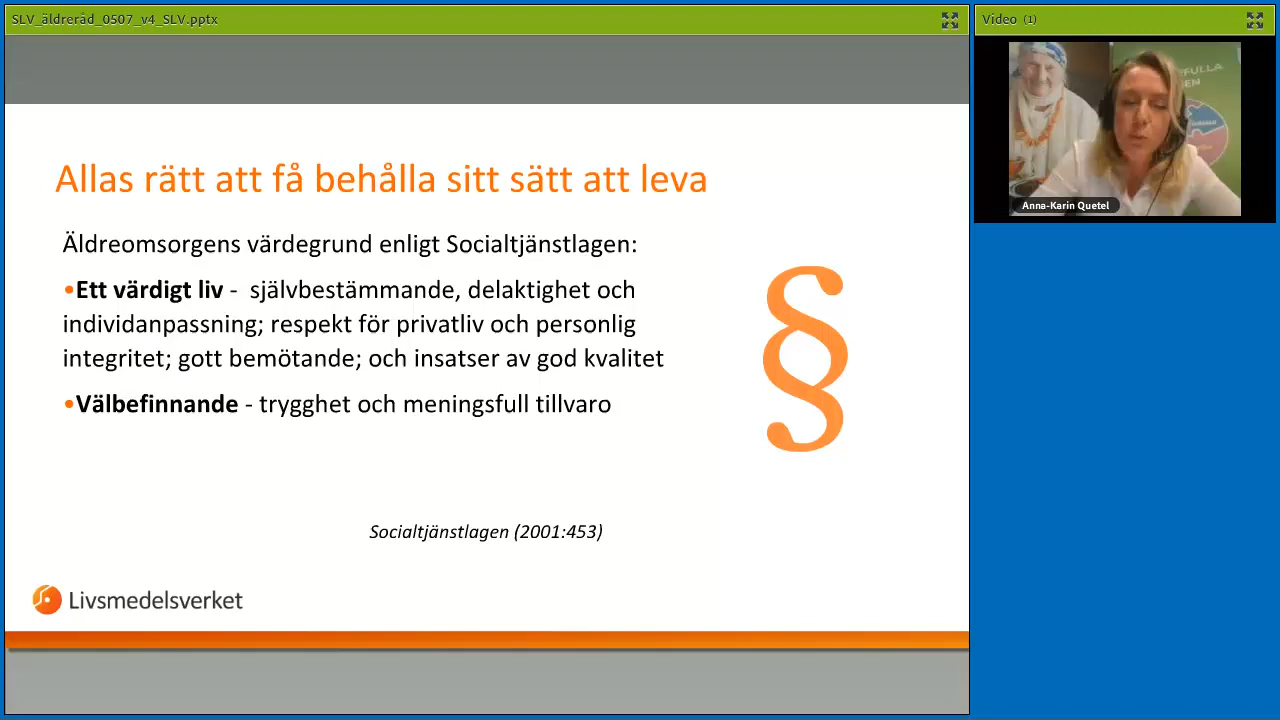 SLV_äldreråd_0507_v4_SLV.pptx
Allas rätt att få behålla sitt sätt att leva
Äldreomsorgens värdegrund enligt Socialtjänstlagen:
•Ett värdigt liv - självbestämmande, delaktighet och
individanpassning; respekt för privatliv och personlig
integritet; gott bemötande; och insatser av god kvalitet
•Välbefinnande - trygghet och meningsfull tillvaro
§
Socialtjänstlagen (2001:453)
Livsmedelsverket
Video (1)
Anna-Karin Quetel